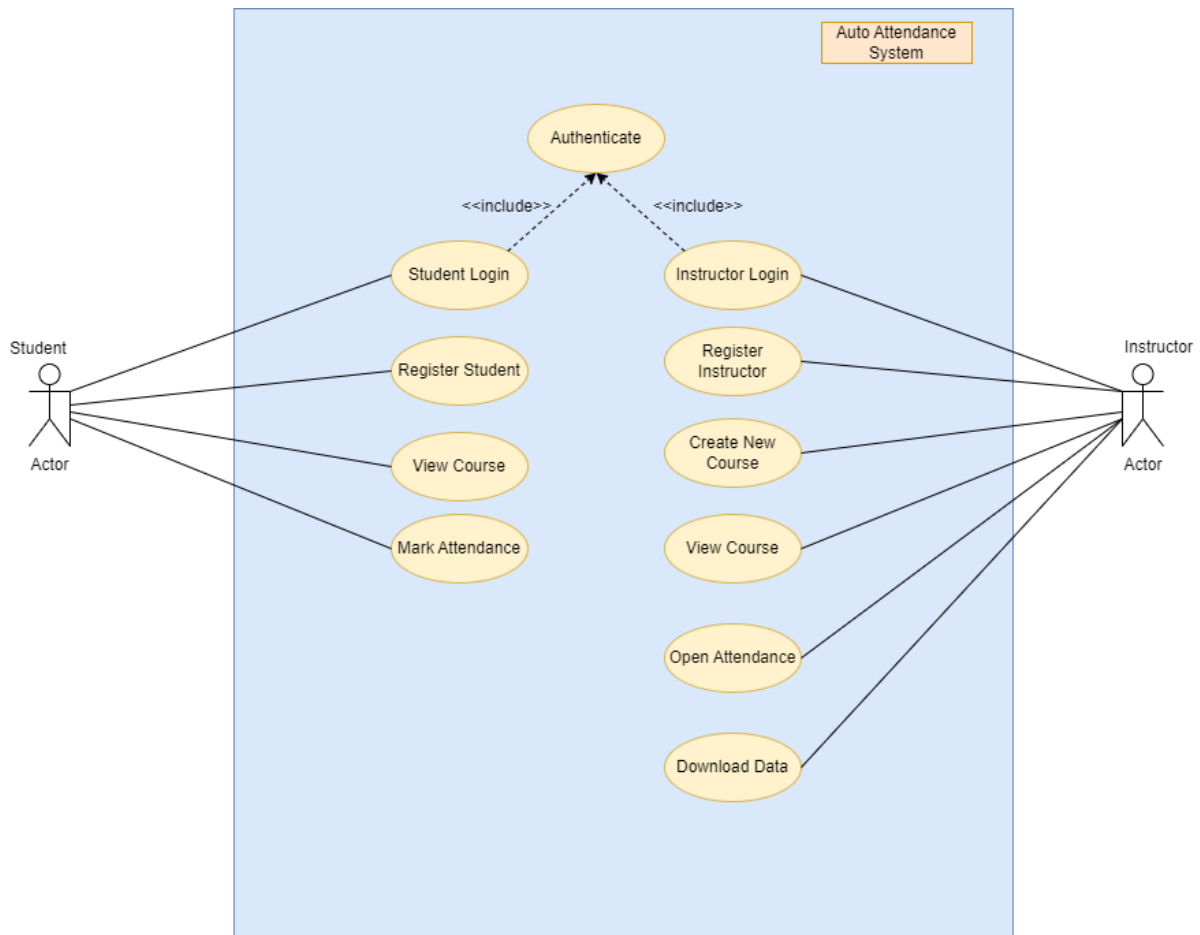 Auto Attendance
System
Authenticate
<<include>>
<<include>>
Student Login
Instructor Login
Student
Register Student
Register
Instructor
Instructor
Actor
View Course
Create New
Course
Actor
Mark Attendance
View Course
Open Attendance
Download Data